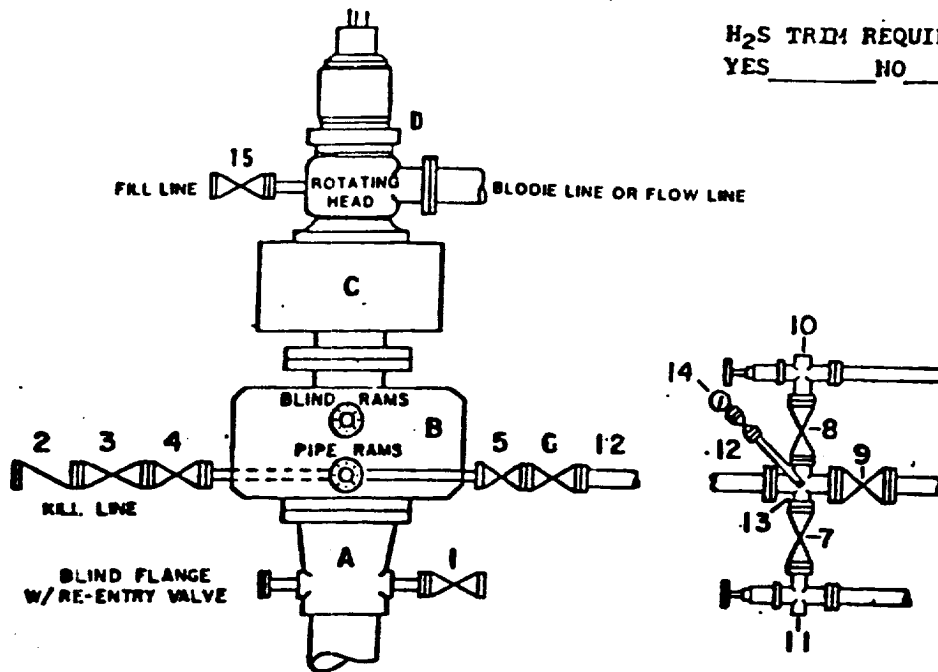 H2S TRIM REQUI
YES NO
D
15
FILL LINE
ROTATING
HEAD
BLODIE LINE OR FLOW LINE
C
BLIND RAMS
B
PIPE RAMS
2 3 4
5 G 12
KILL LINE
A
1
BLIND FLANGE
W/RE-ENTRY VALVE
10
14
8
12
9
13
7
11